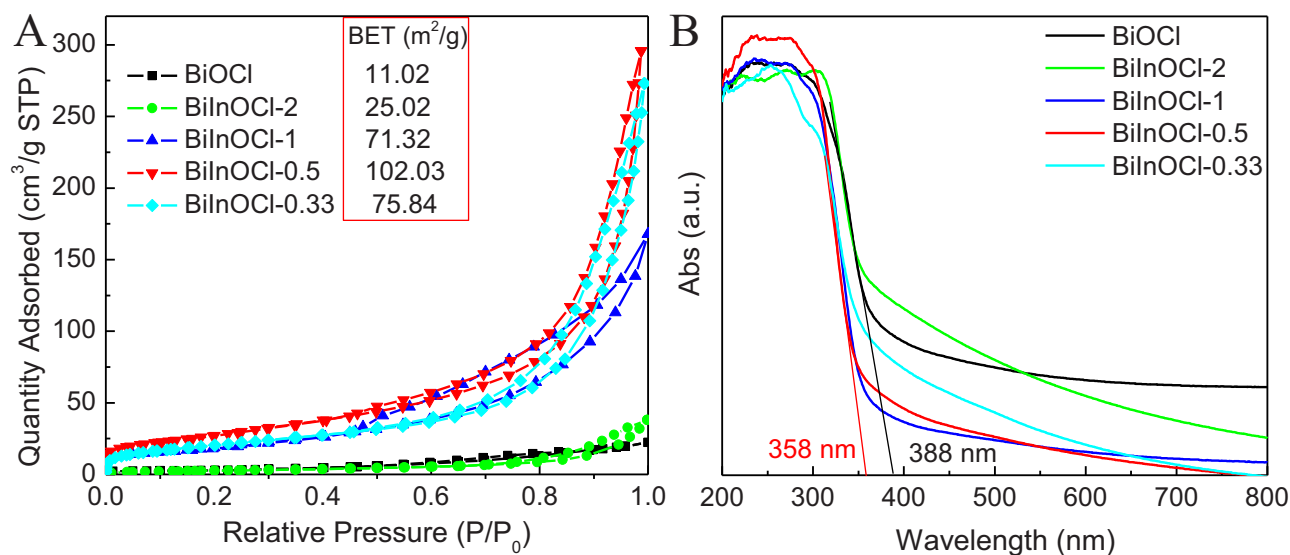 A
BET (m²/g)
BiOCl 11.02
BiInOCl-2 25.02
BiInOCl-1 71.32
BiInOCl-0.5 102.03
BiInOCl-0.33 75.84
Quantity Adsorbed (cm³/g STP)
300
250
200
150
100
50
0
0.0 0.2 0.4 0.6 0.8 1.0
Relative Pressure (P/P₀)
B
BiOCl
BiInOCl-2
BiInOCl-1
BiInOCl-0.5
BiInOCl-0.33
Abs (a.u.)
358 nm
388 nm
200 300 400 500 600 700 800
Wavelength (nm)